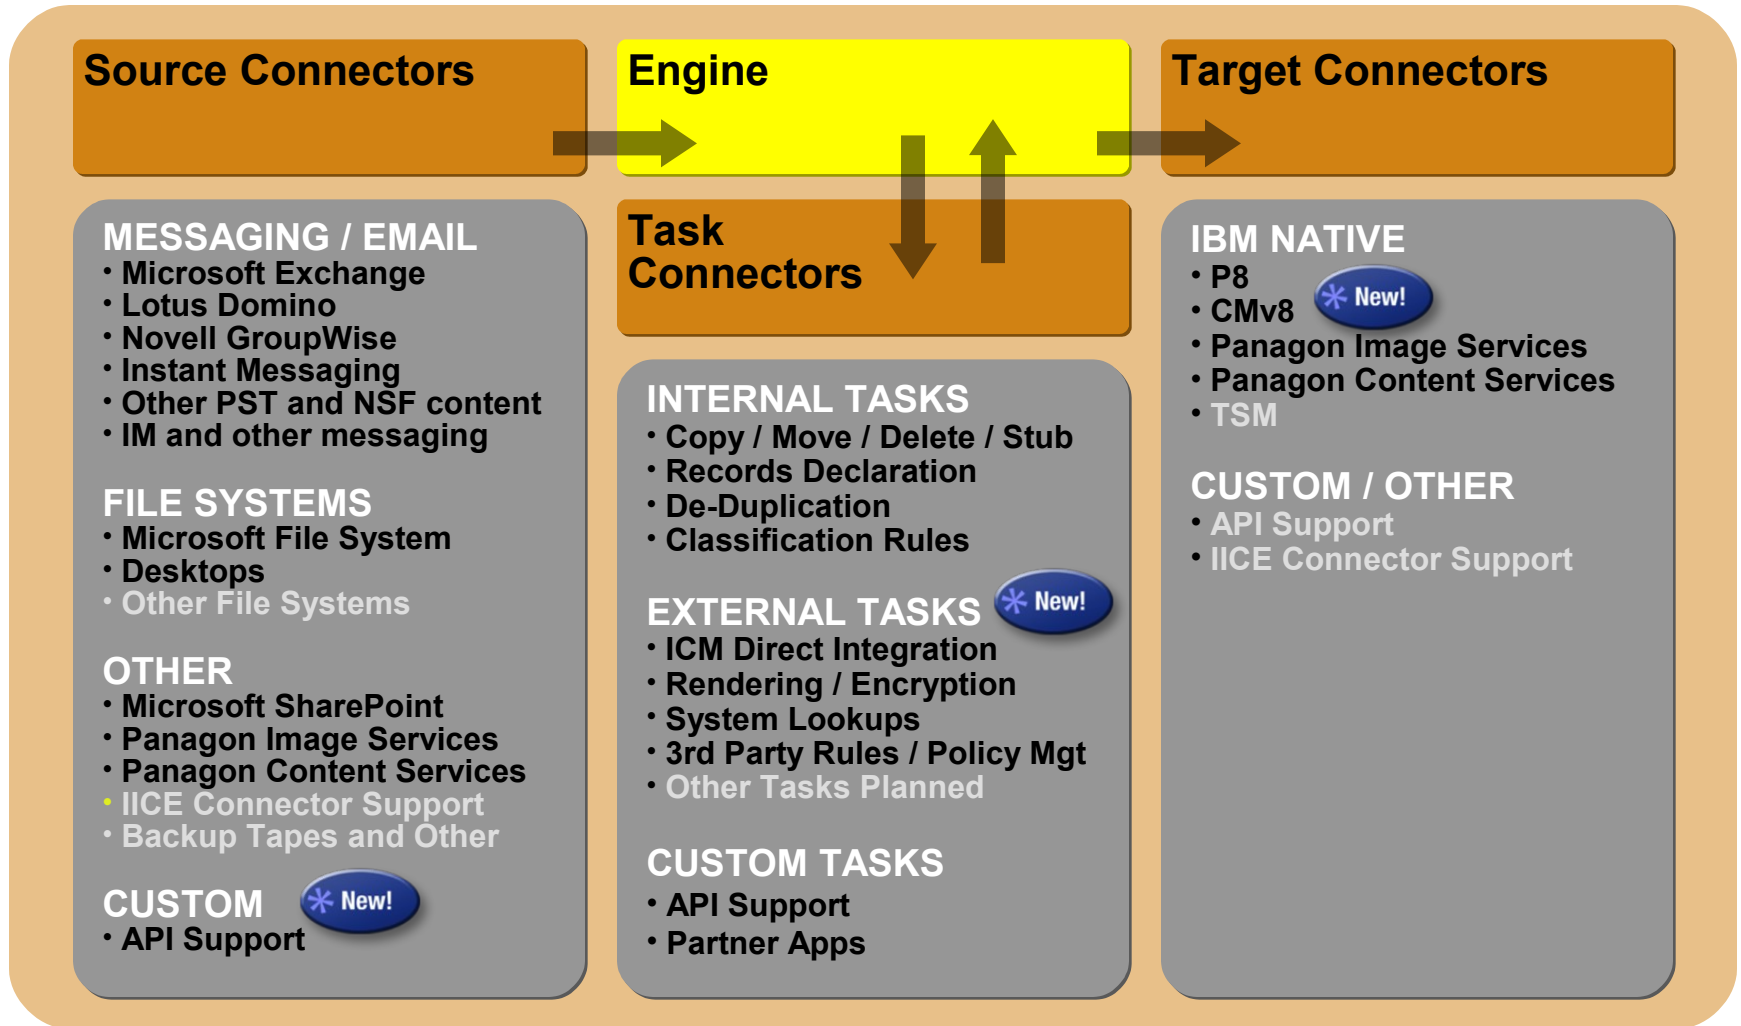 Source Connectors
MESSAGING / EMAIL
• Microsoft Exchange
• Lotus Domino
• Novell GroupWise
• Instant Messaging
• Other PST and NSF content
• IM and other messaging
FILE SYSTEMS
• Microsoft File System
• Desktops
• Other File Systems
OTHER
• Microsoft SharePoint
• Panagon Image Services
• Panagon Content Services
• IICE Connector Support
• Backup Tapes and Other
CUSTOM
* New!
• API Support
Engine
Task
Connectors
INTERNAL TASKS
• Copy / Move / Delete / Stub
• Records Declaration
• De-Duplication
• Classification Rules
EXTERNAL TASKS
* New!
• ICM Direct Integration
• Rendering / Encryption
• System Lookups
• 3rd Party Rules / Policy Mgt
• Other Tasks Planned
CUSTOM TASKS
• API Support
• Partner Apps
Target Connectors
IBM NATIVE
• P8
• CMv8
* New!
• Panagon Image Services
• Panagon Content Services
• TSM
CUSTOM / OTHER
• API Support
• IICE Connector Support